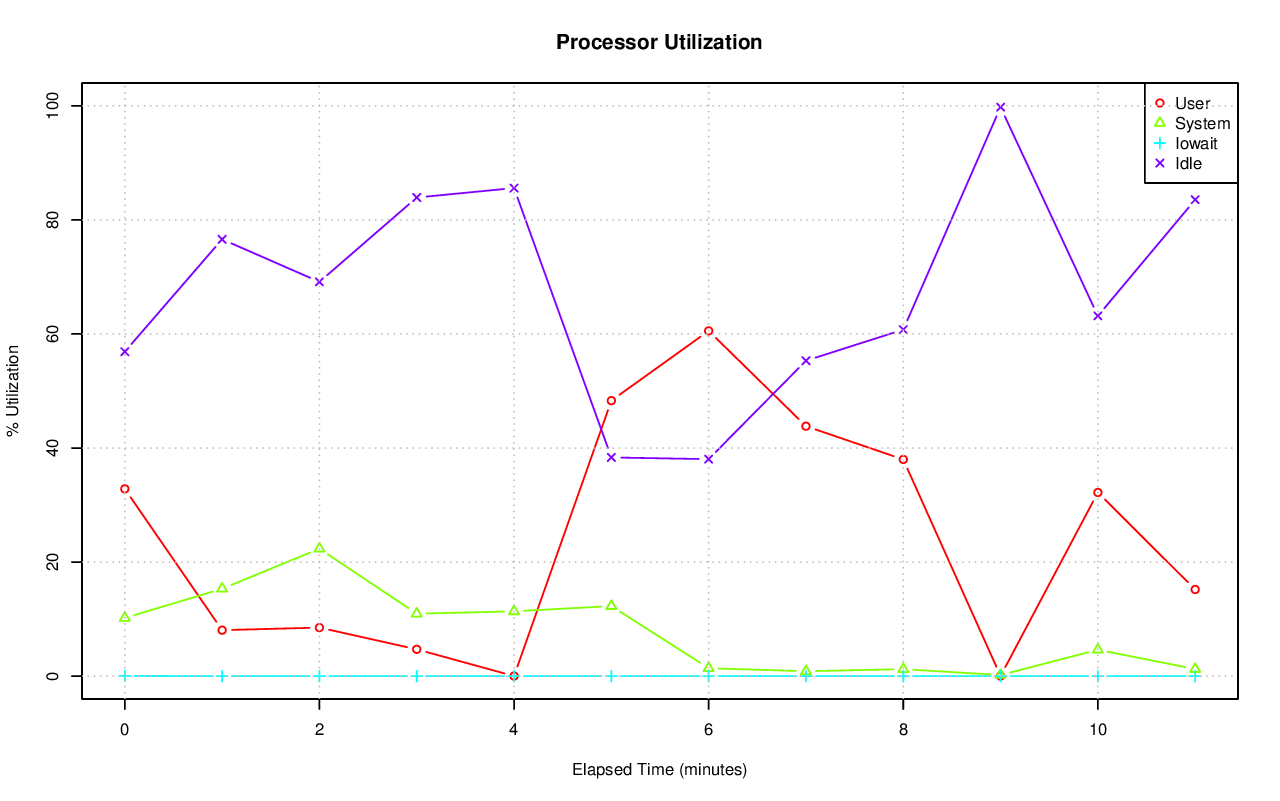 Processor Utilization
User
System
Iowait
Idle
% Utilization
100
80
60
40
20
0
0 2 4 6 8 10
Elapsed Time (minutes)